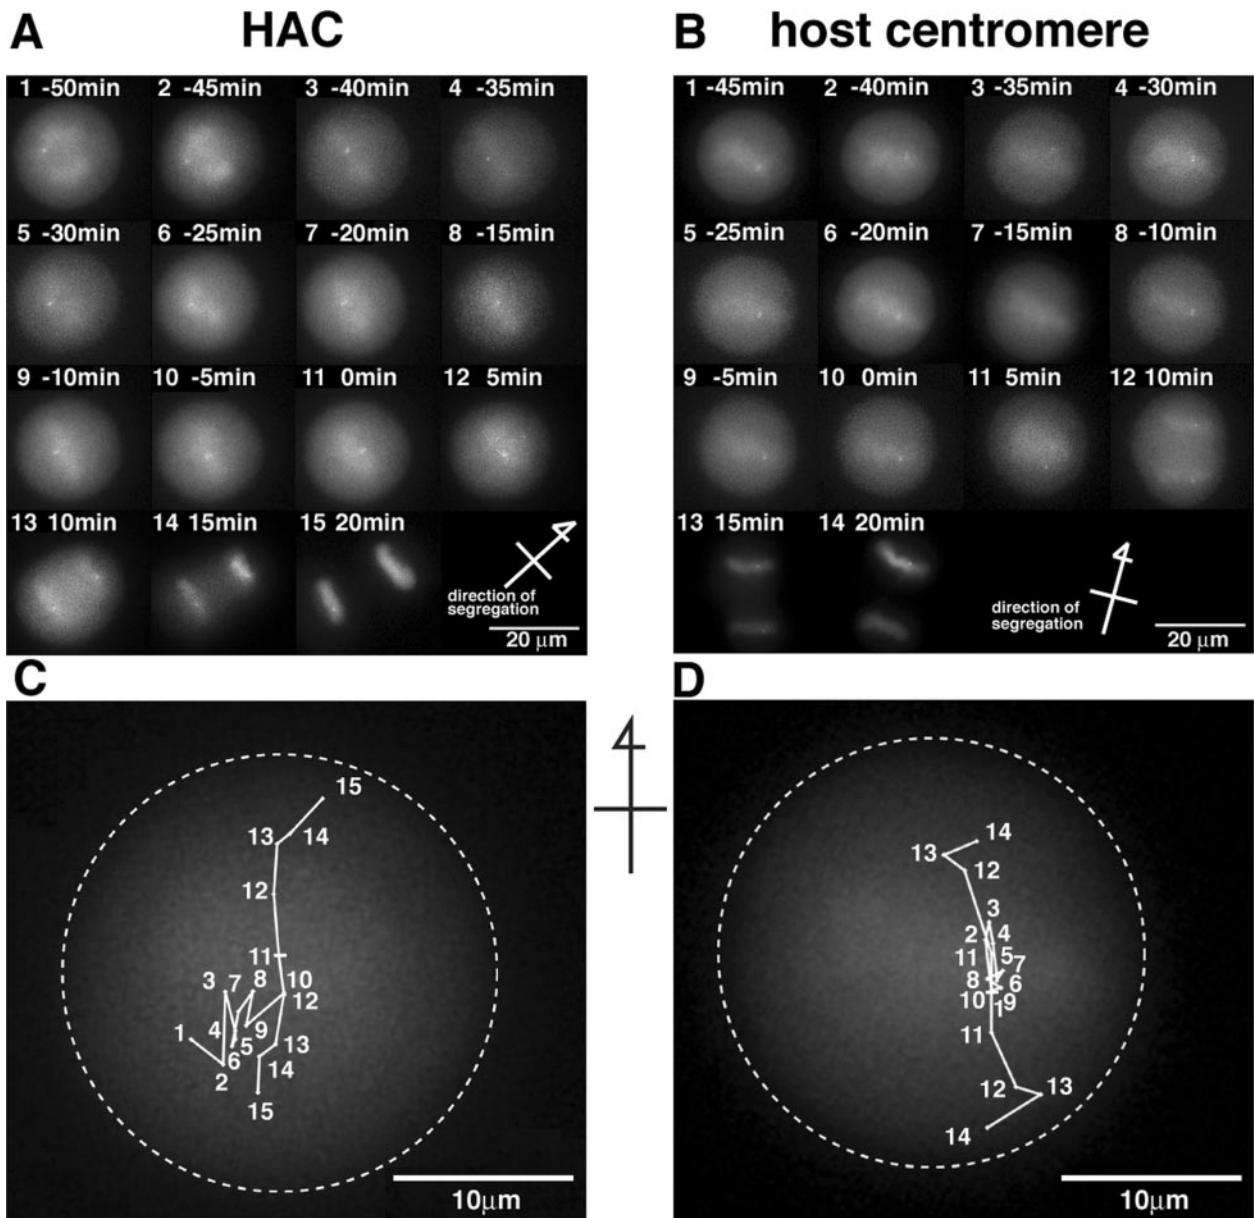 A HAC
1 -50min 2 -45min 3 -40min 4 -35min
5 -30min 6 -25min 7 -20min 8 -15min
9 -10min 10 -5min 11 0min 12 5min
13 10min 14 15min 15 20min
direction of
segregation
20 μm
B host centromere
1 -45min 2 -40min 3 -35min 4 -30min
5 -25min 6 -20min 7 -15min 8 -10min
9 -5min 10 0min 11 5min 12 10min
13 15min 14 20min
direction of
segregation
20 μm
C
15
13 14
12
11
3 7 8 10
12
1 4 9
5 13
6
2 14
15
10μm
D
14
13
12
3
2 4
11 5 7
8 6
10 1 9
11
12 13
14
10μm